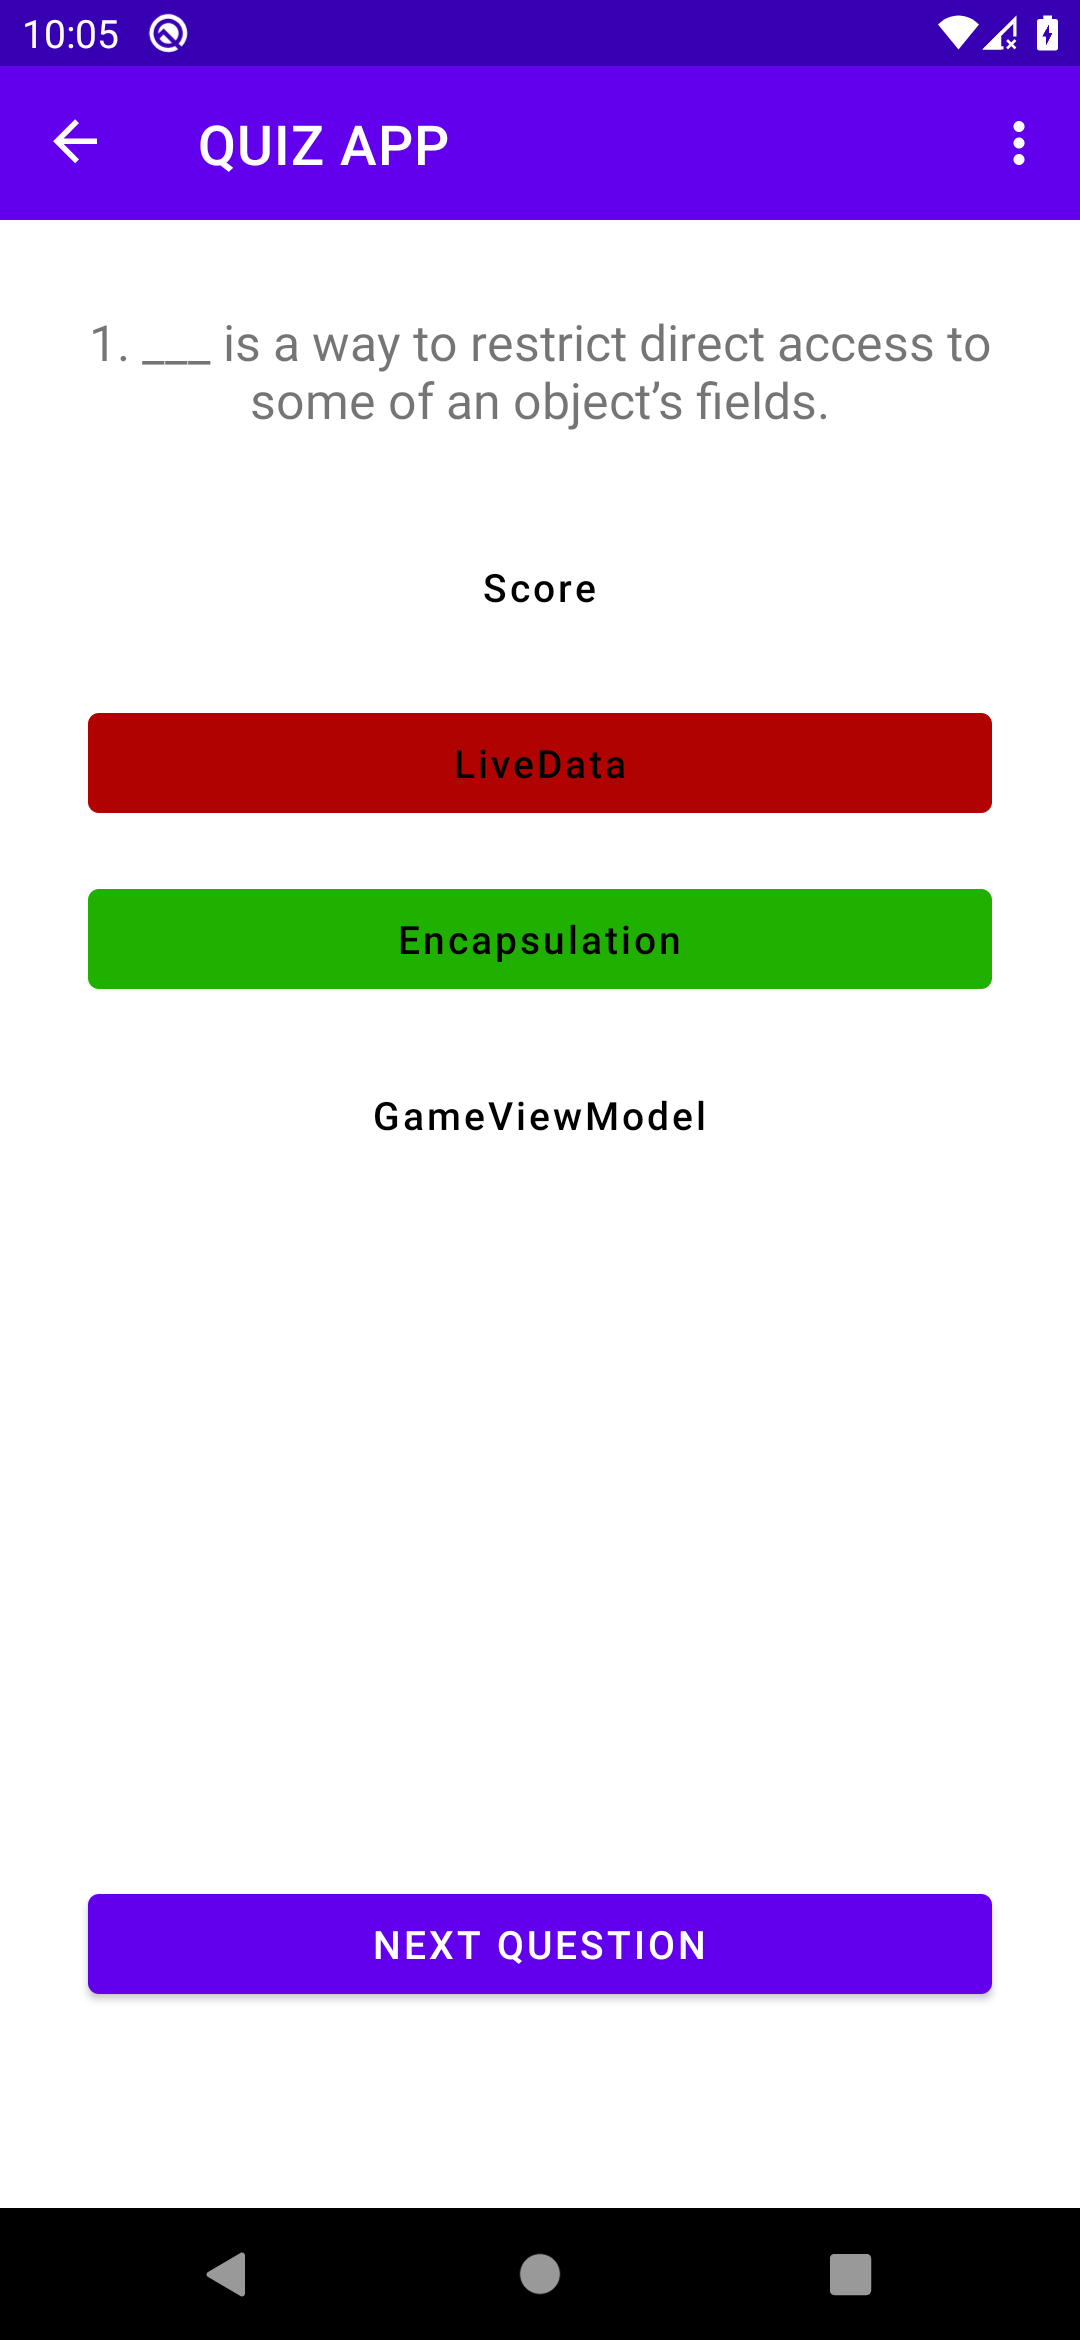 10:05
QUIZ APP
1. ___ is a way to restrict direct access to
some of an object’s fields.
Score
LiveData
Encapsulation
GameViewModel
NEXT QUESTION